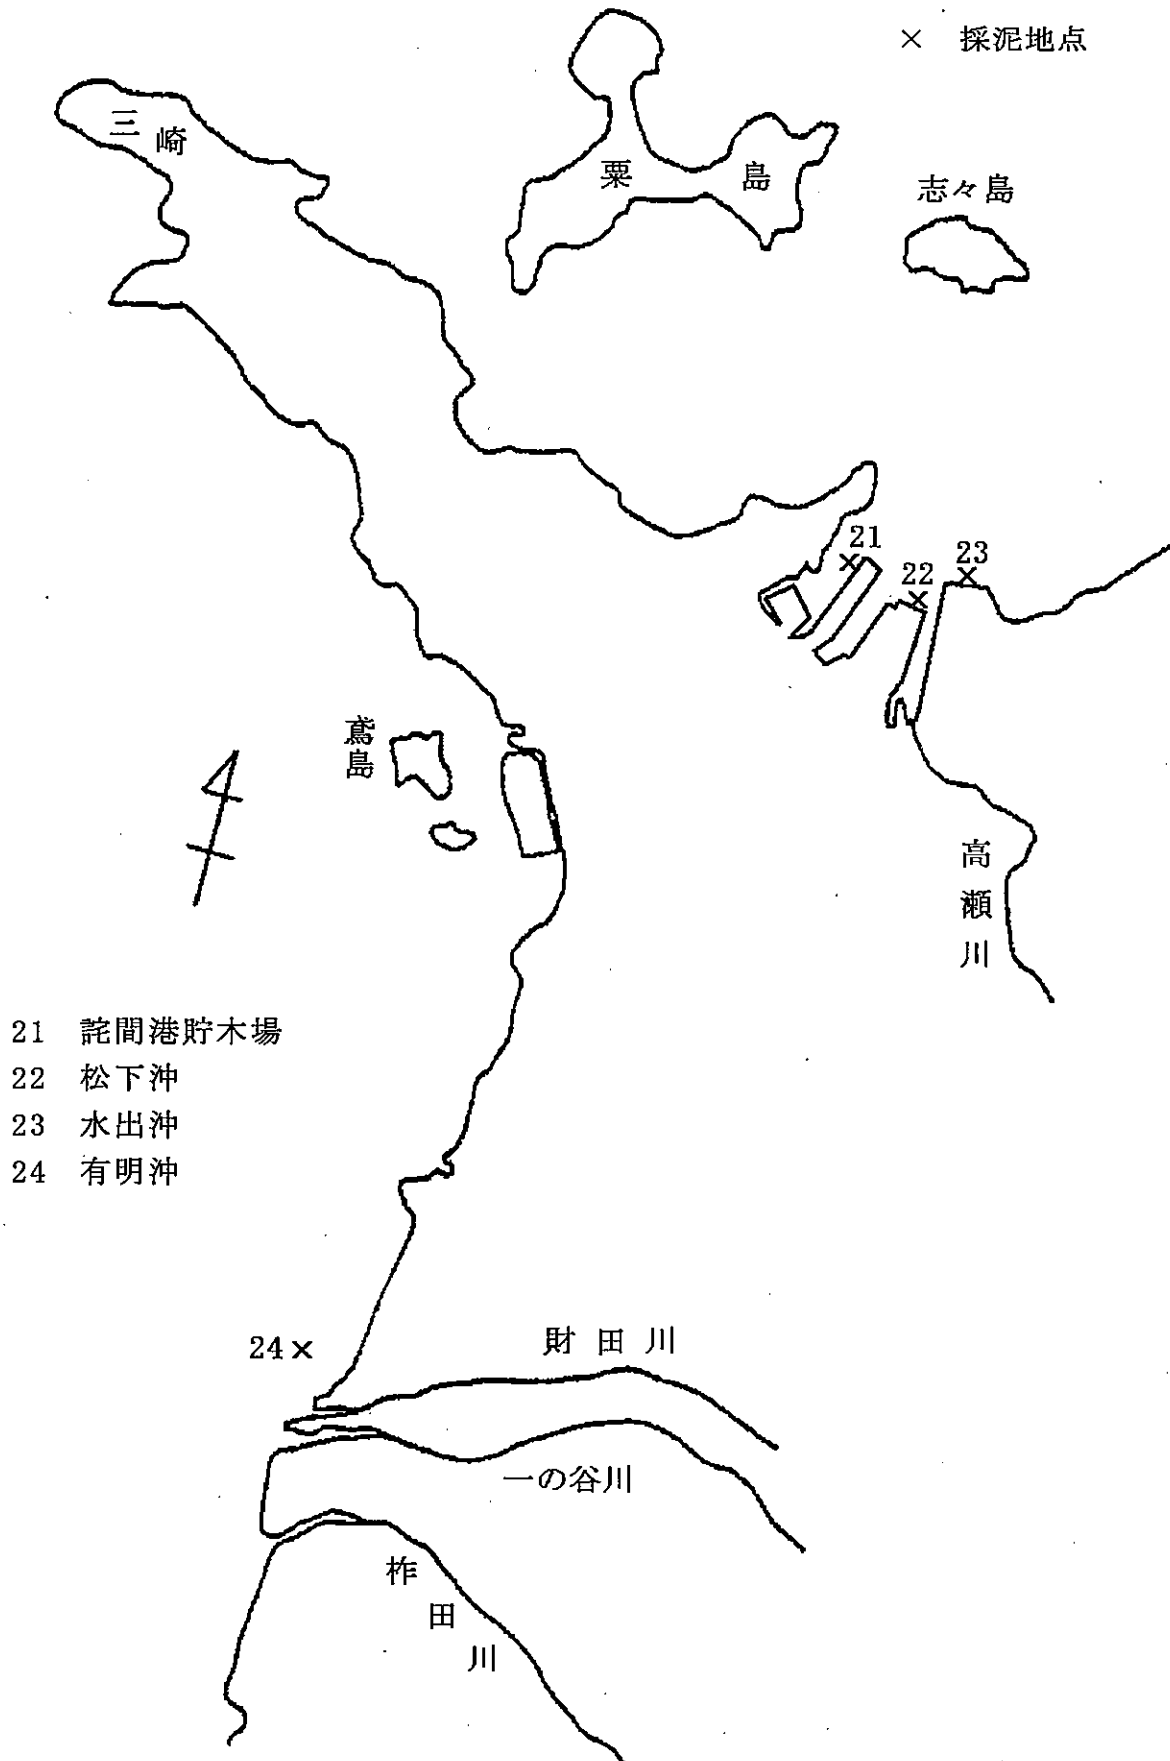 × 採泥地点
三崎
粟島
志々島
21
22
23
鳶島
高瀬川
21 詫間港貯木場
22 松下沖
23 水出沖
24 有明沖
24×
財田川
一の谷川
柞田川